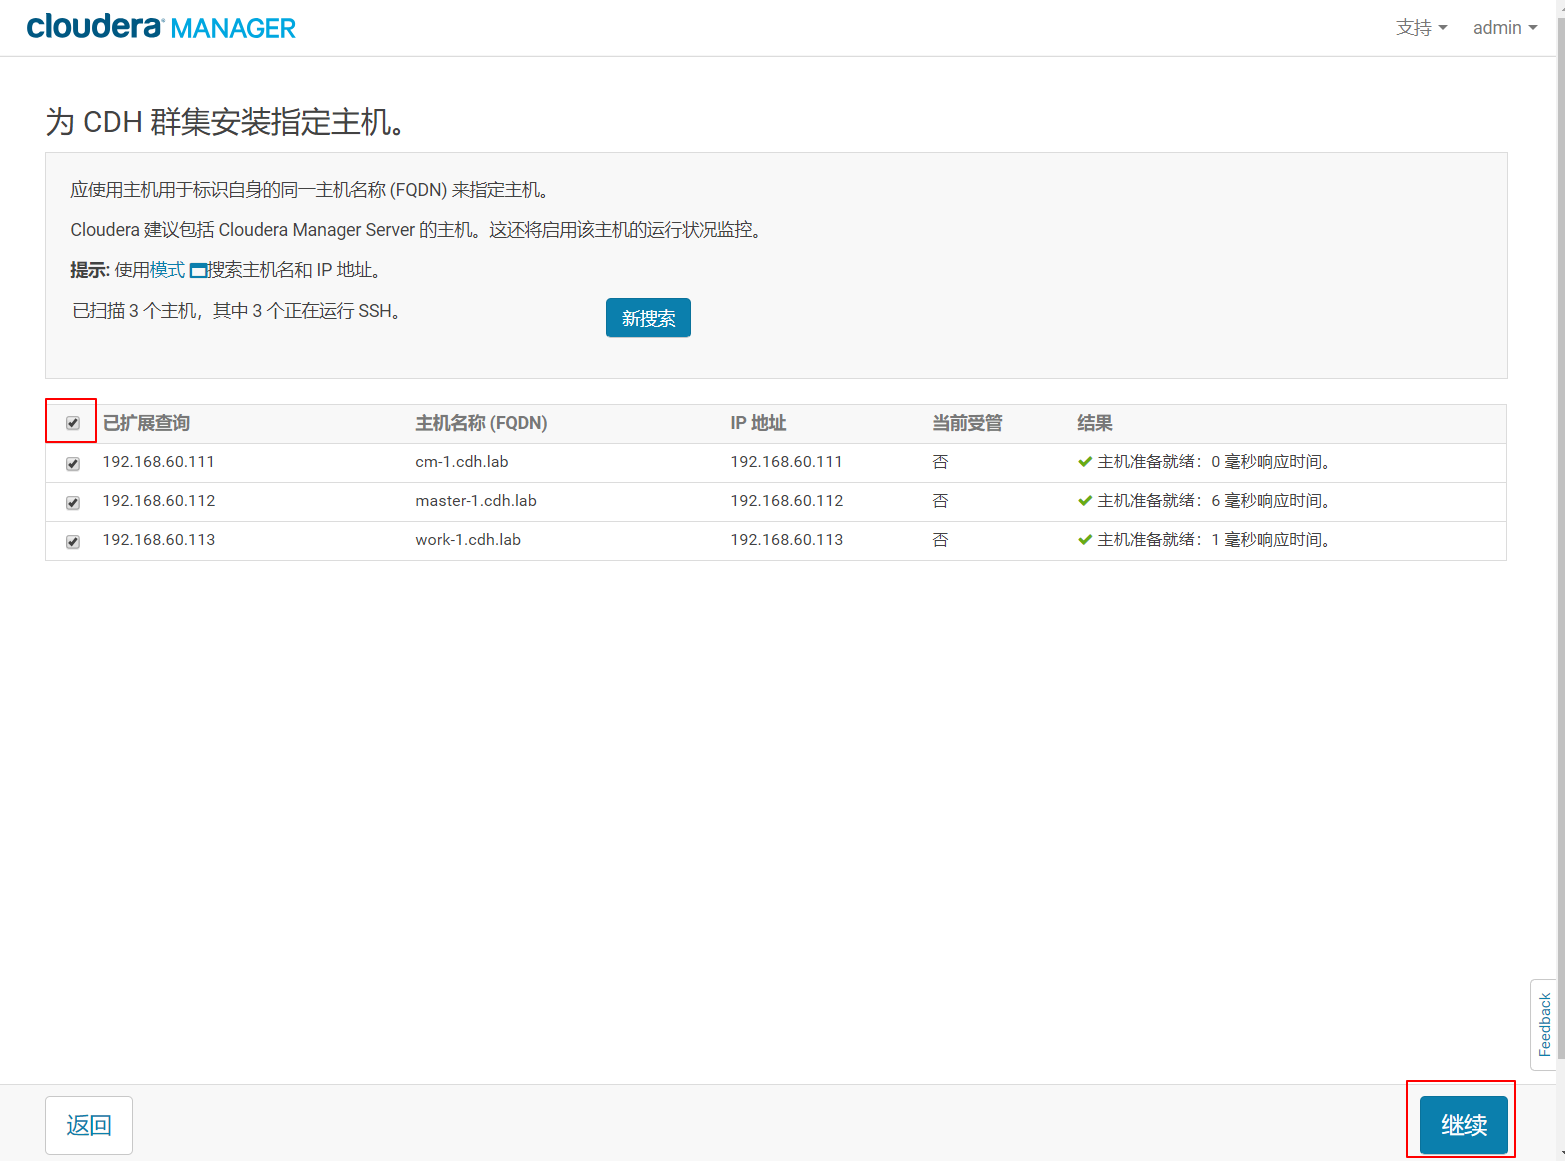 cloudera MANAGER
支持 admin
为 CDH 群集安装指定主机。
应使用主机用于标识自身的同一主机名称 (FQDN) 来指定主机。
Cloudera 建议包括 Cloudera Manager Server 的主机。这还将启用该主机的运行状况监控。
提示: 使用模式 搜索主机名和 IP 地址。
已扫描 3 个主机，其中 3 个正在运行 SSH。
新搜索
已扩展查询 主机名称 (FQDN) IP 地址 当前受管 结果
192.168.60.111 cm-1.cdh.lab 192.168.60.111 否 主机准备就绪：0 毫秒响应时间。
192.168.60.112 master-1.cdh.lab 192.168.60.112 否 主机准备就绪：6 毫秒响应时间。
192.168.60.113 work-1.cdh.lab 192.168.60.113 否 主机准备就绪：1 毫秒响应时间。
Feedback
返回 继续